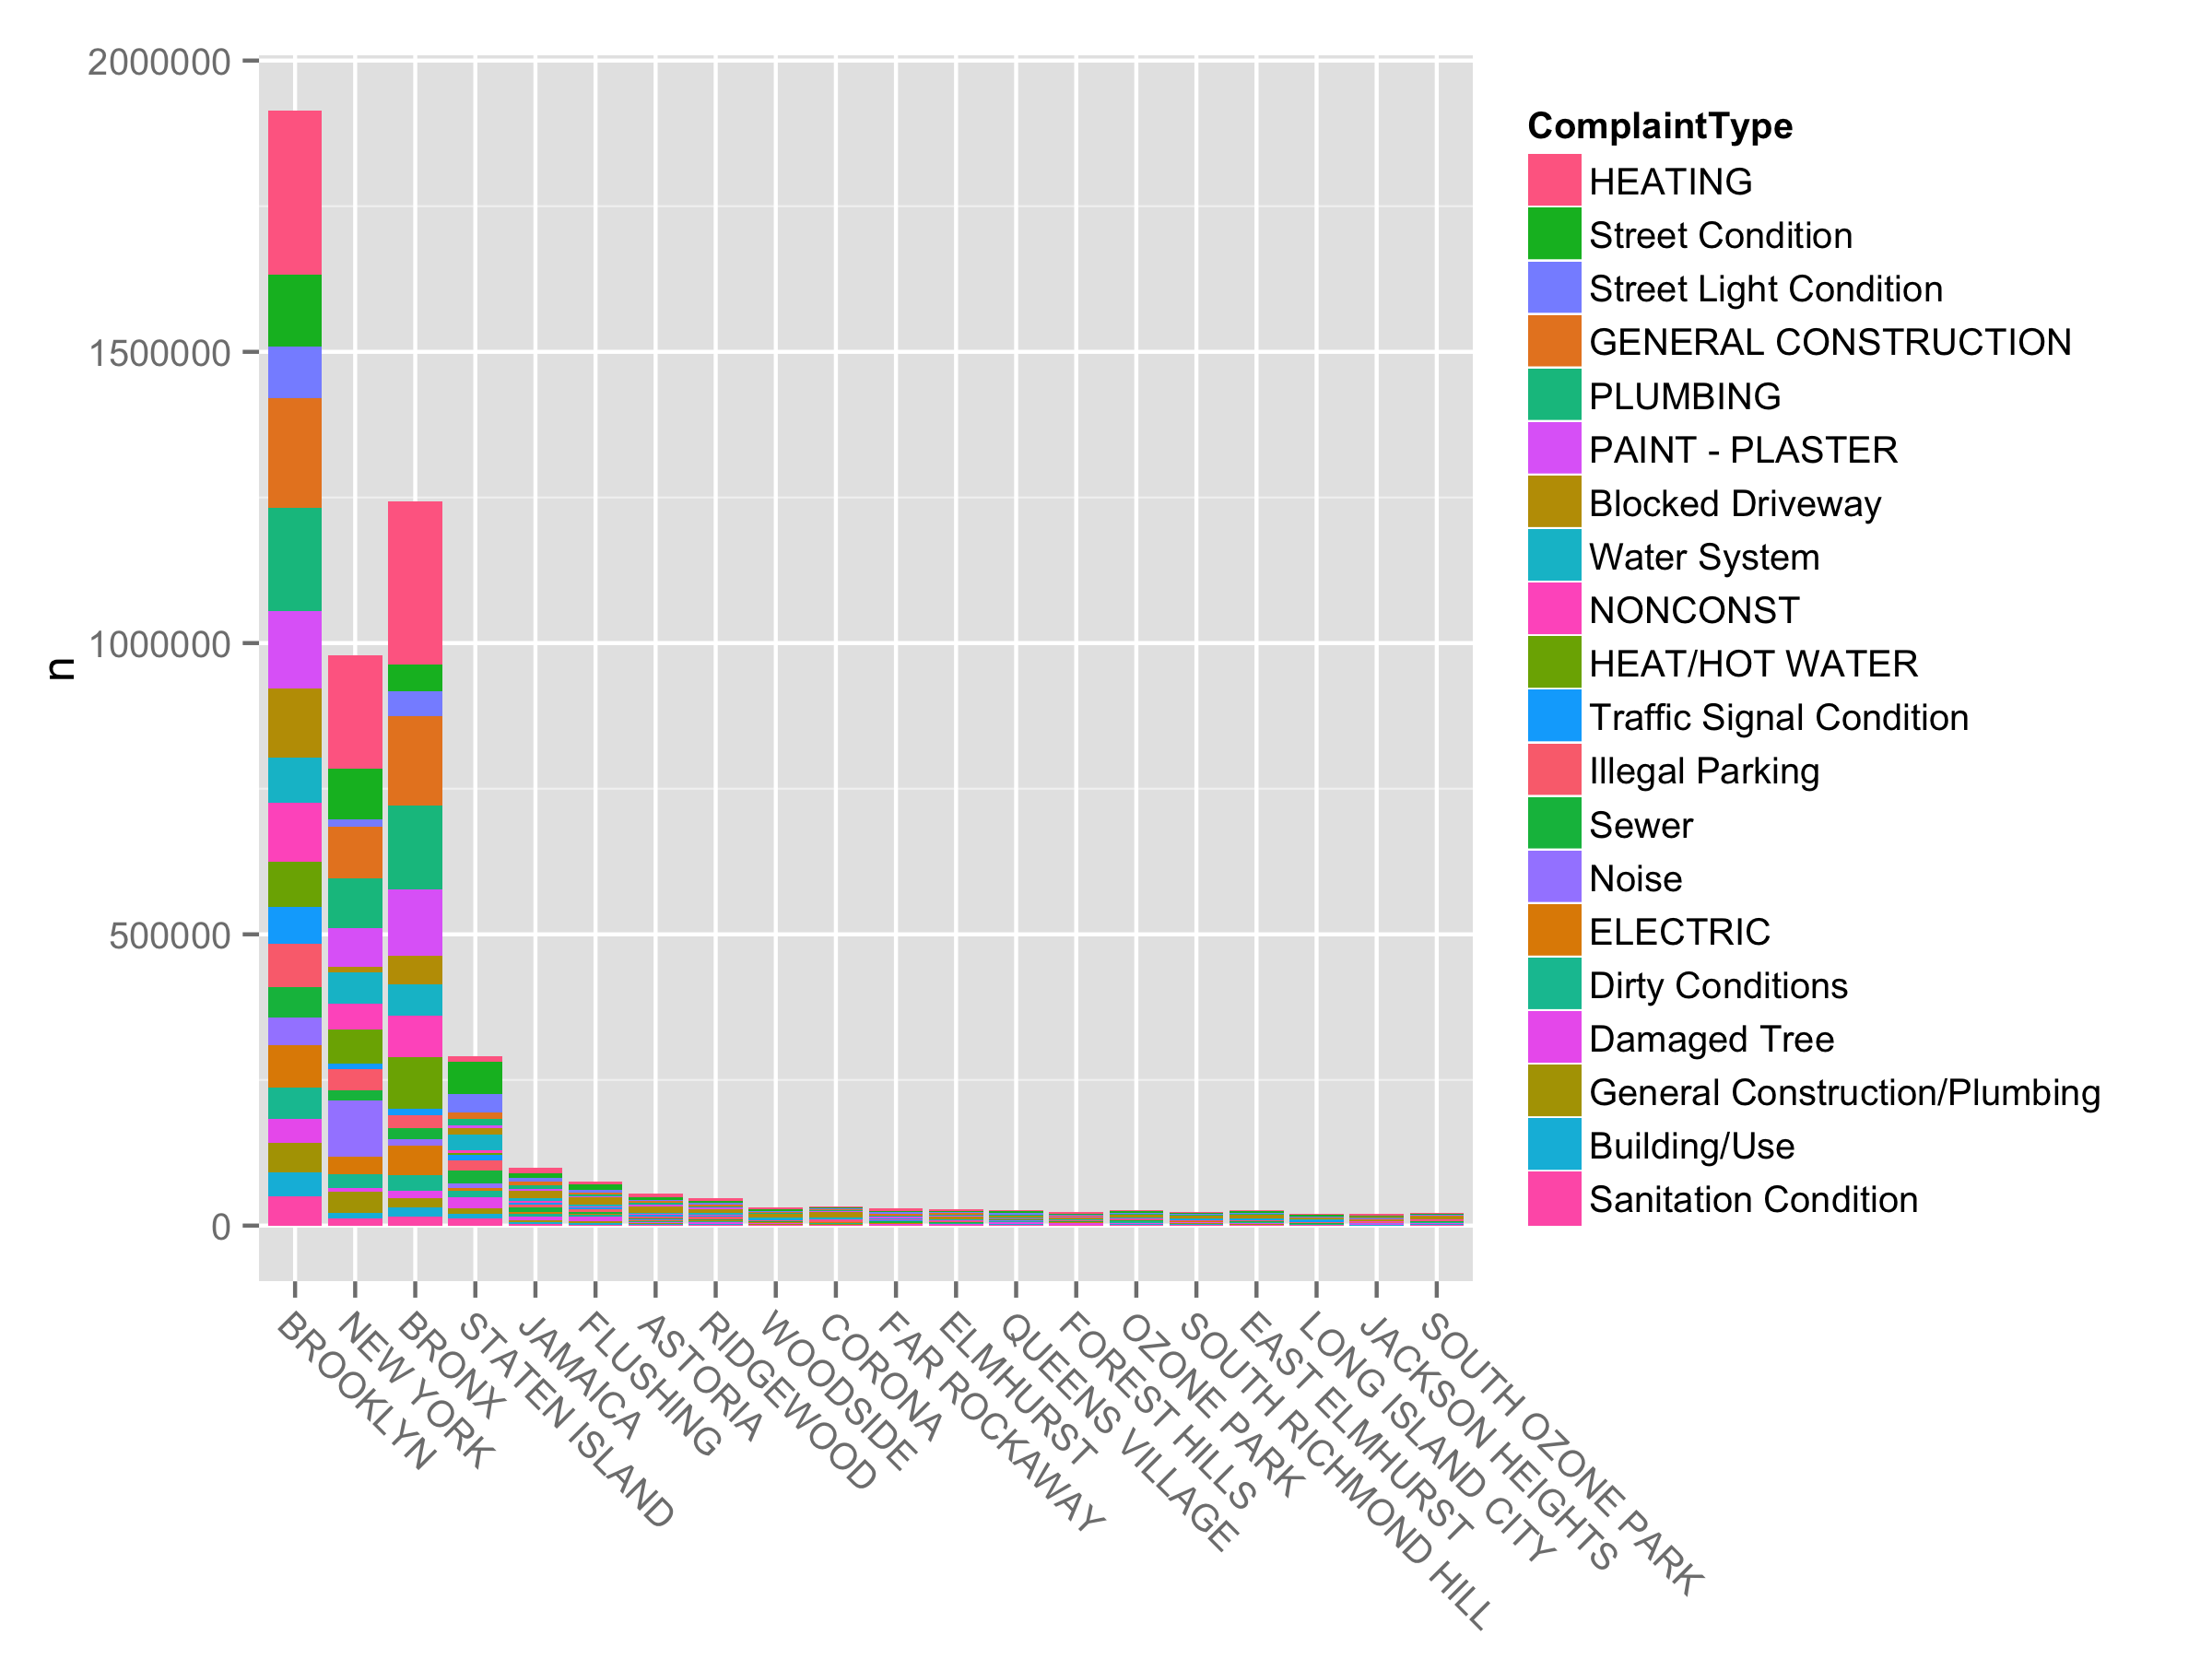 2000000
1500000
1000000
500000
0
n
BROOKLYN
NEW YORK
BRONX
STATEN ISLAND
JAMAICA
FLUSHING
ASTORIA
RIDGEWOOD
WOODSIDE
CORONA
FAR ROCKAWAY
ELMHURST
QUEENS VILLAGE
FOREST HILLS
OZONE PARK
SOUTH RICHMOND HILL
EAST ELMHURST
LONG ISLAND CITY
JACKSON HEIGHTS
SOUTH OZONE PARK
ComplaintType
HEATING
Street Condition
Street Light Condition
GENERAL CONSTRUCTION
PLUMBING
PAINT - PLASTER
Blocked Driveway
Water System
NONCONST
HEAT/HOT WATER
Traffic Signal Condition
Illegal Parking
Sewer
Noise
ELECTRIC
Dirty Conditions
Damaged Tree
General Construction/Plumbing
Building/Use
Sanitation Condition